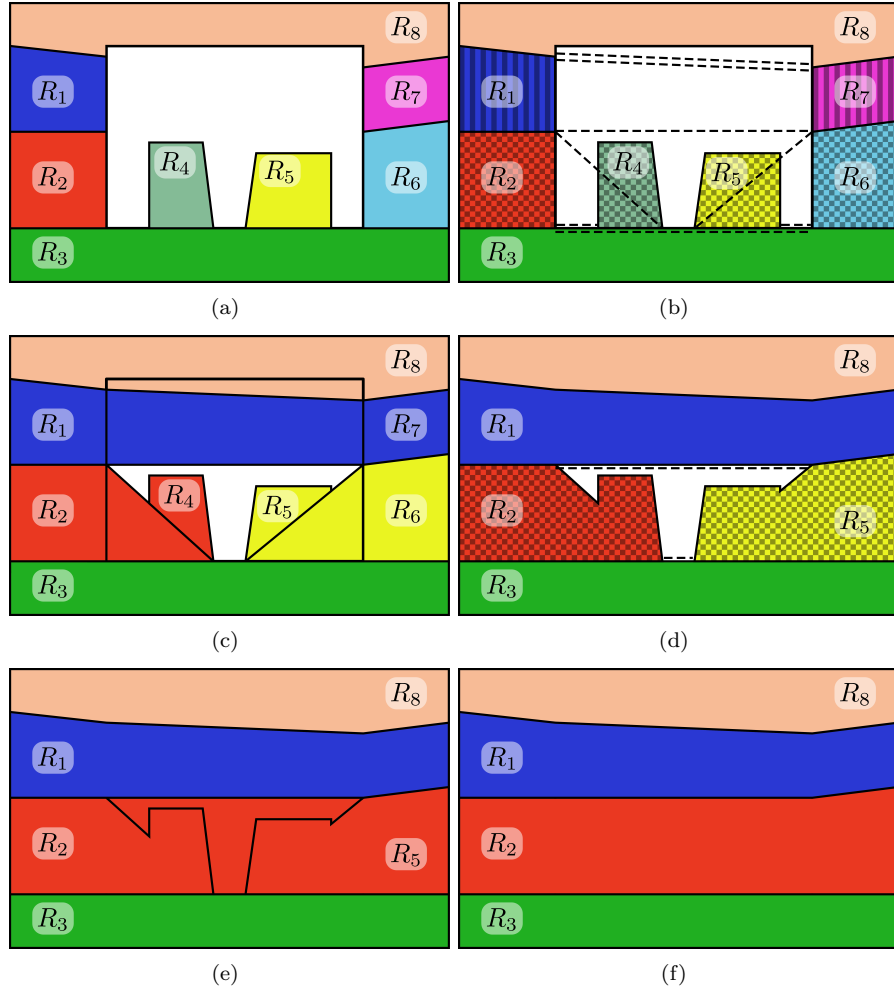 R₈
R₁
R₇
R₂
R₄
R₅
R₆
R₃
(a)
R₈
R₁
R₇
R₂
R₄
R₅
R₆
R₃
(b)
R₈
R₁
R₇
R₂
R₄
R₅
R₆
R₃
(c)
R₈
R₁
R₂
R₅
R₃
(d)
R₈
R₁
R₂
R₅
R₃
(e)
R₈
R₁
R₂
R₃
(f)